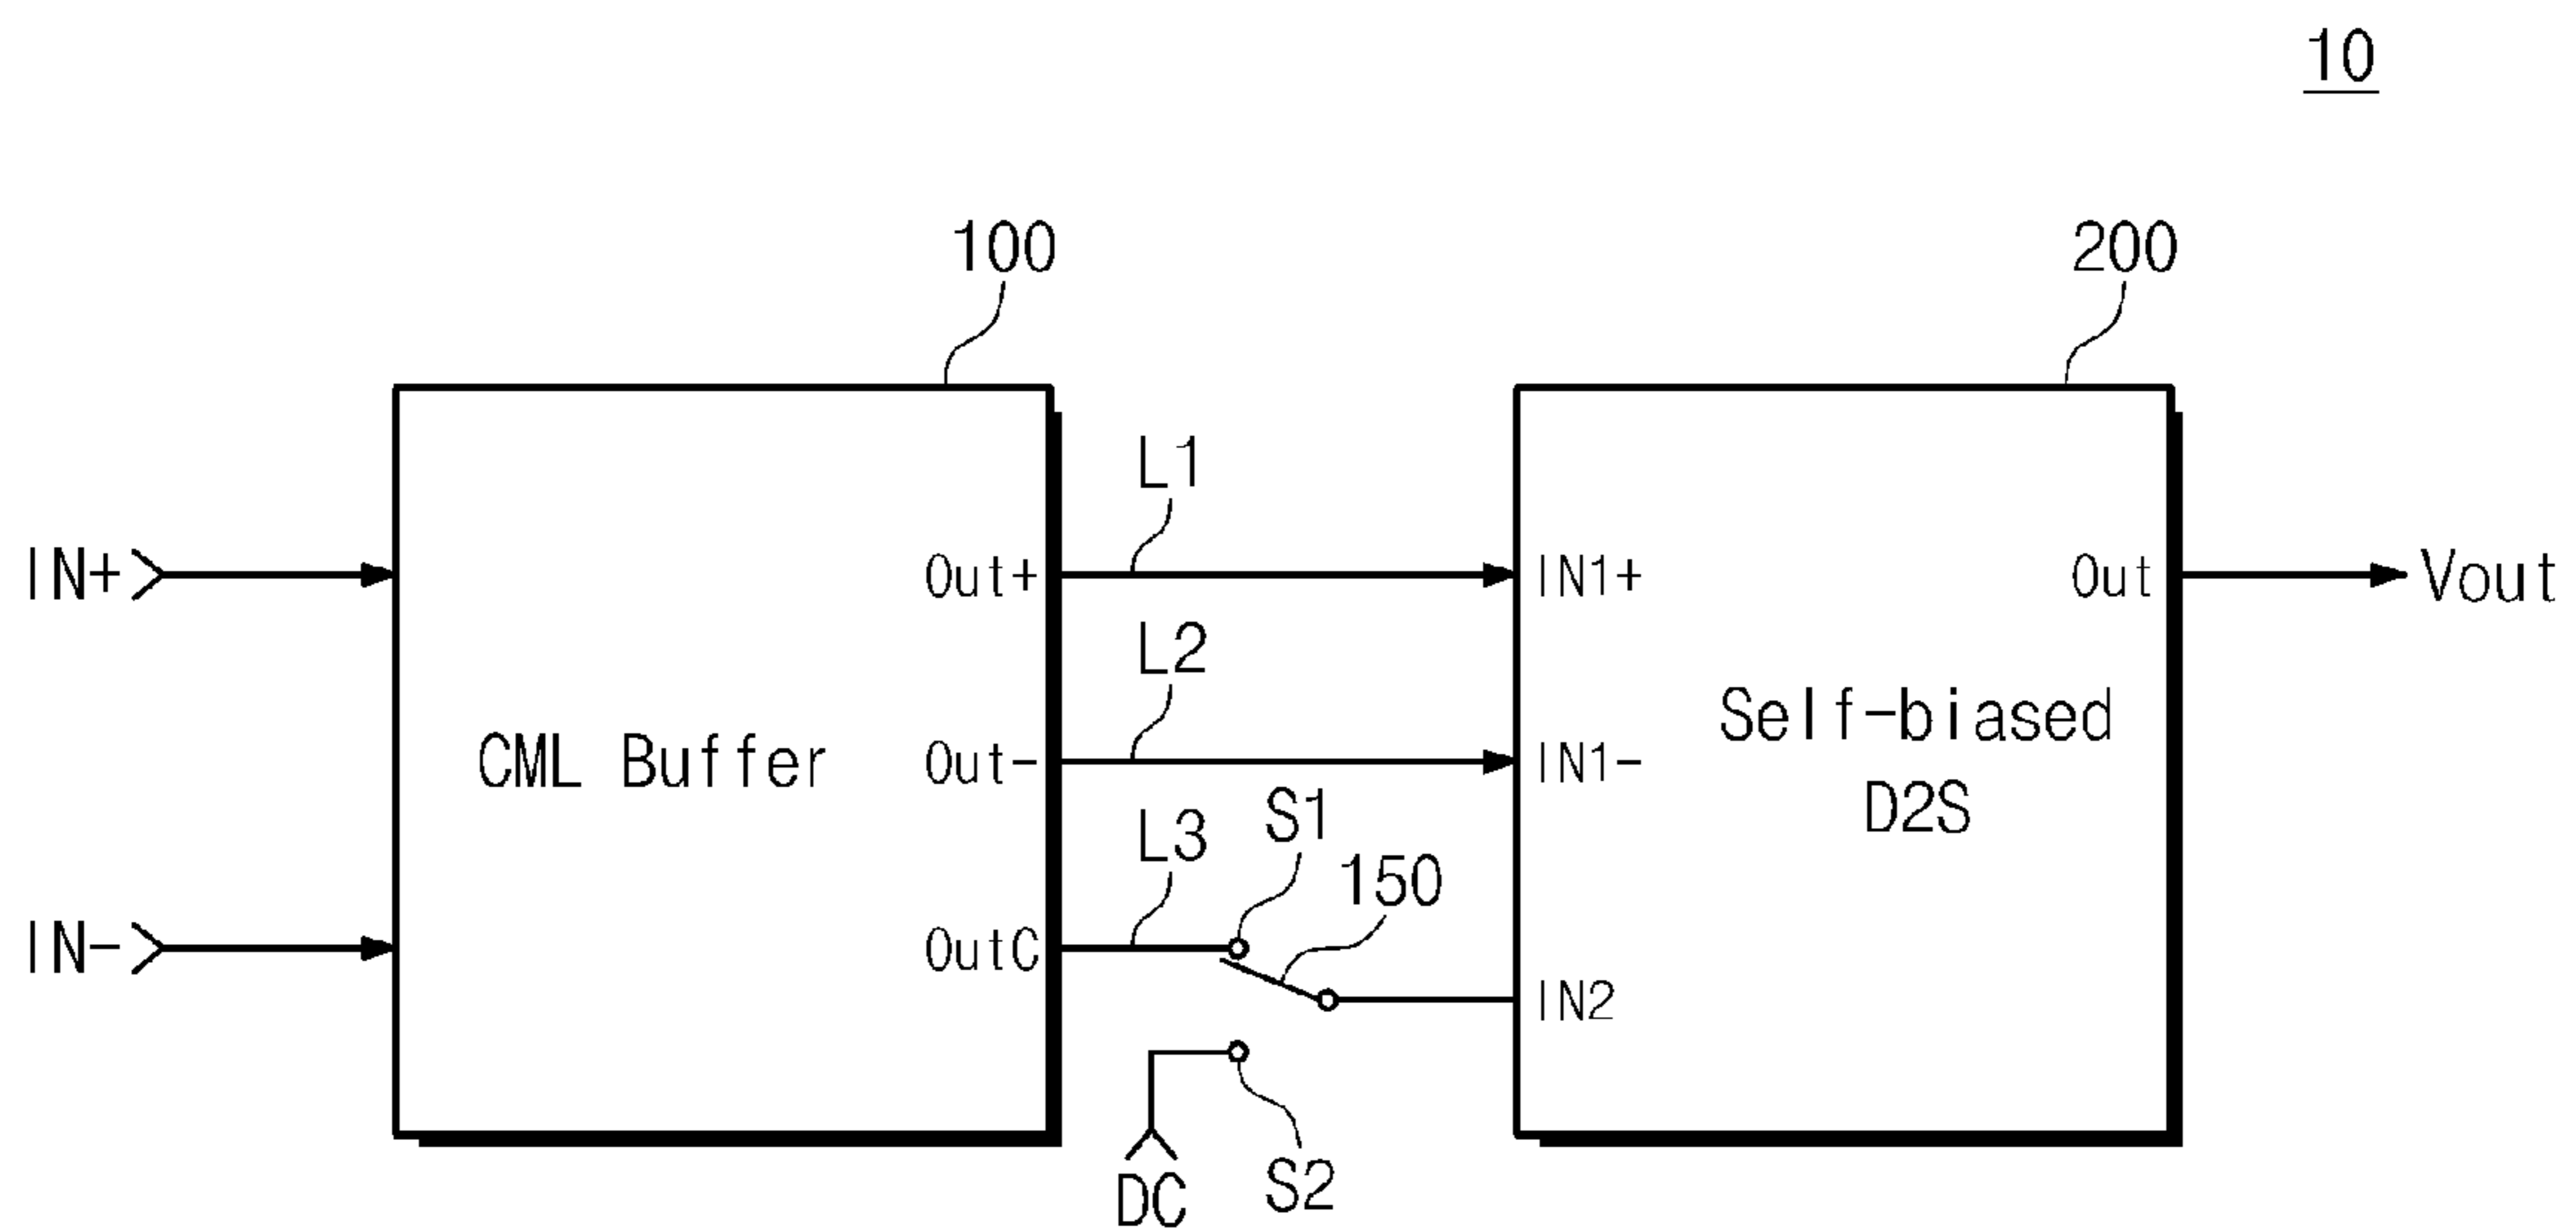 10
100
200
L1
IN+
Out+
IN1+
Out
Vout
L2
CML Buffer
Out-
IN1-
Self-biased
D2S
L3
S1
150
IN-
OutC
IN2
DC
S2